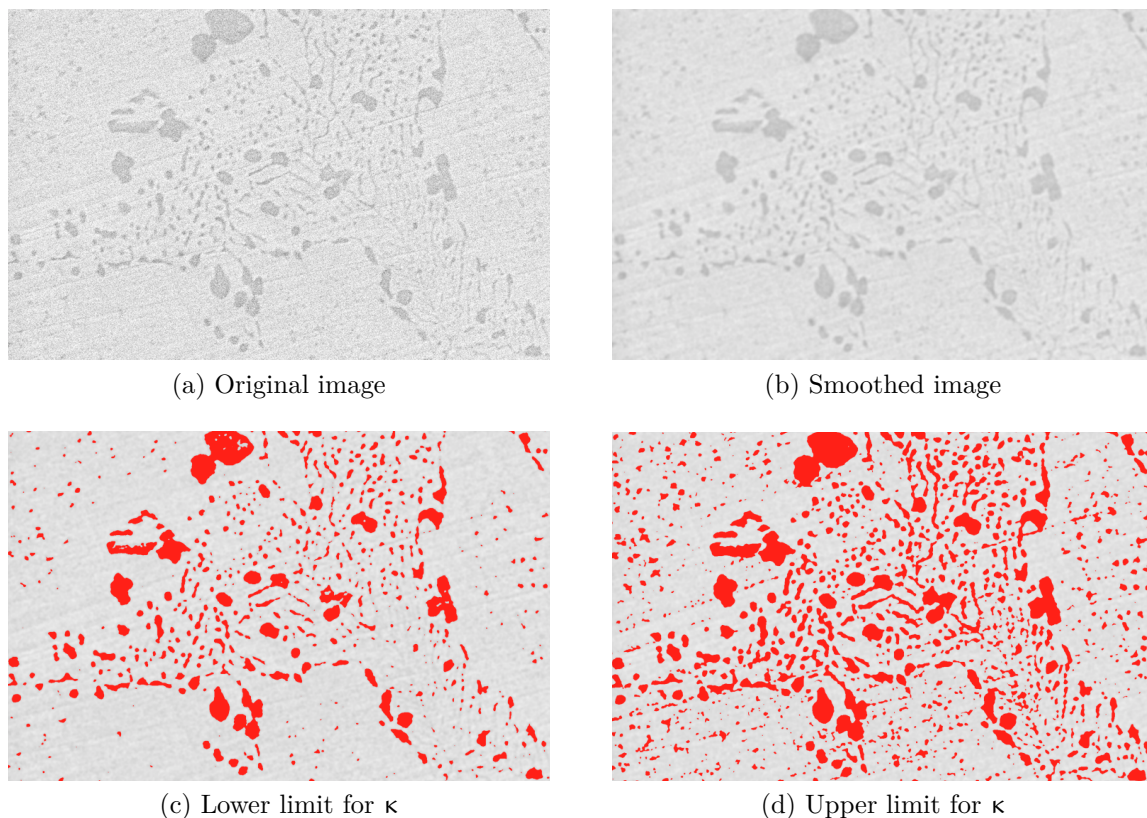 (a) Original image
(b) Smoothed image
(c) Lower limit for κ
(d) Upper limit for κ